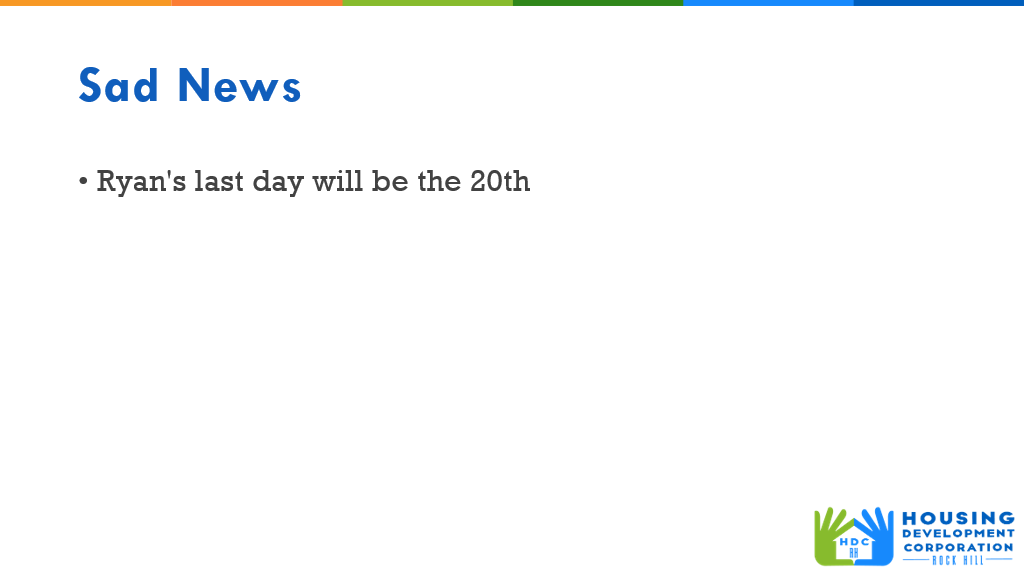 Sad News
• Ryan's last day will be the 20th
HDC
RH
HOUSING
DEVELOPMENT
CORPORATION
ROCK HILL